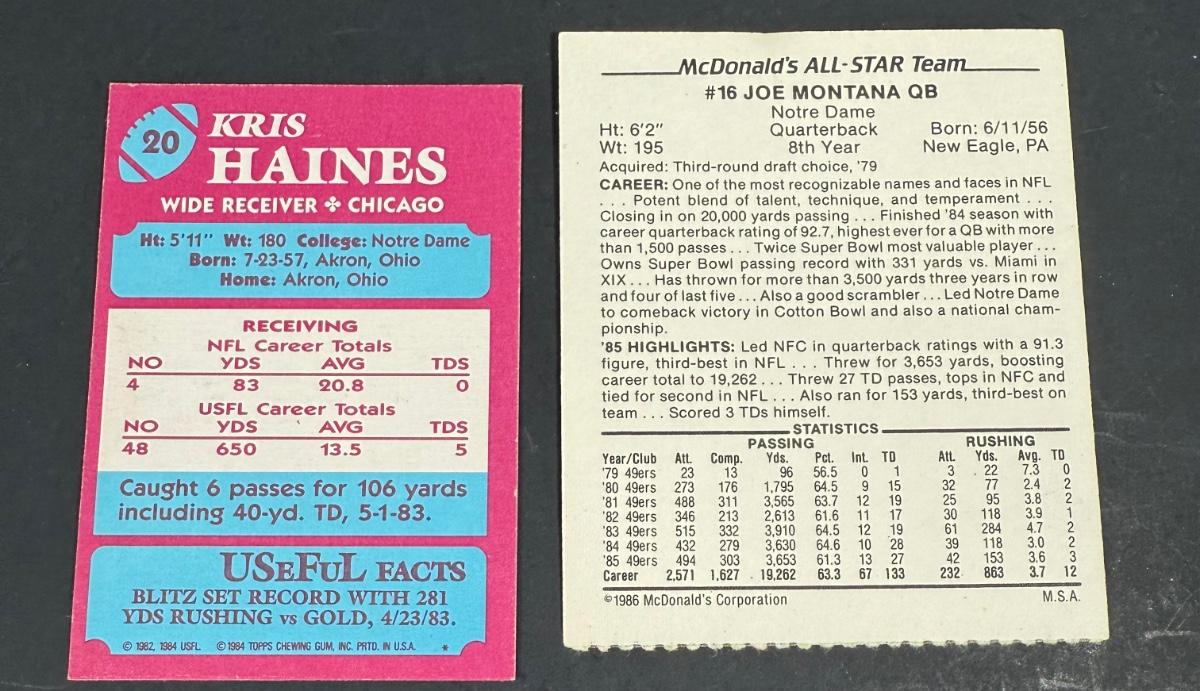 20
KRIS
HAINES
WIDE RECEIVER ✤ CHICAGO
Ht: 5'11" Wt: 180 College: Notre Dame
Born: 7-23-57, Akron, Ohio
Home: Akron, Ohio
RECEIVING
NFL Career Totals
NO YDS AVG TDS
4 83 20.8 0
USFL Career Totals
NO YDS AVG TDS
48 650 13.5 5
Caught 6 passes for 106 yards
including 40-yd. TD, 5-1-83.
USeFuL FACTS
BLITZ SET RECORD WITH 281
YDS RUSHING vs GOLD, 4/23/83.
© 1982, 1984 USFL © 1984 TOPPS CHEWING GUM, INC. PRTD. IN U.S.A. *
McDonald's ALL-STAR Team
#16 JOE MONTANA QB
Notre Dame
Ht: 6'2" Quarterback Born: 6/11/56
Wt: 195 8th Year New Eagle, PA
Acquired: Third-round draft choice, '79
CAREER: One of the most recognizable names and faces in NFL
. . . Potent blend of talent, technique, and temperament . . .
Closing in on 20,000 yards passing . . . Finished '84 season with
career quarterback rating of 92.7, highest ever for a QB with more
than 1,500 passes . . . Twice Super Bowl most valuable player . . .
Owns Super Bowl passing record with 331 yards vs. Miami in
XIX . . . Has thrown for more than 3,500 yards three years in row
and four of last five . . . Also a good scrambler . . . Led Notre Dame
to comeback victory in Cotton Bowl and also a national cham-
pionship.
'85 HIGHLIGHTS: Led NFC in quarterback ratings with a 91.3
figure, third-best in NFL . . . Threw for 3,653 yards, boosting
career total to 19,262 . . . Threw 27 TD passes, tops in NFC and
tied for second in NFL . . . Also ran for 153 yards, third-best on
team . . . Scored 3 TDs himself.
STATISTICS
PASSING RUSHING
Year/Club Att. Comp. Yds. Pct. Int. TD Att. Yds. Avg. TD
'79 49ers 23 13 96 56.5 0 1 3 22 7.3 0
'80 49ers 273 176 1,795 64.5 9 15 32 77 2.4 2
'81 49ers 488 311 3,565 63.7 12 19 25 95 3.8 2
'82 49ers 346 213 2,613 61.6 11 17 30 118 3.9 1
'83 49ers 515 332 3,910 64.5 12 19 61 284 4.7 2
'84 49ers 432 279 3,630 64.6 10 28 39 118 3.0 2
'85 49ers 494 303 3,653 61.3 13 27 42 153 3.6 3
Career 2,571 1,627 19,262 63.3 67 133 232 863 3.7 12
©1986 McDonald's Corporation M.S.A.